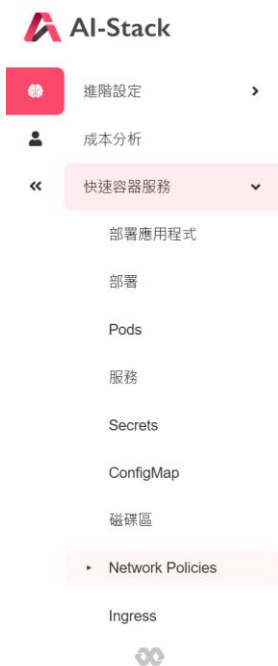 AI-Stack
進階設定
成本分析
快速容器服務
部署應用程式
部署
Pods
服務
Secrets
ConfigMap
磁碟區
Network Policies
Ingress